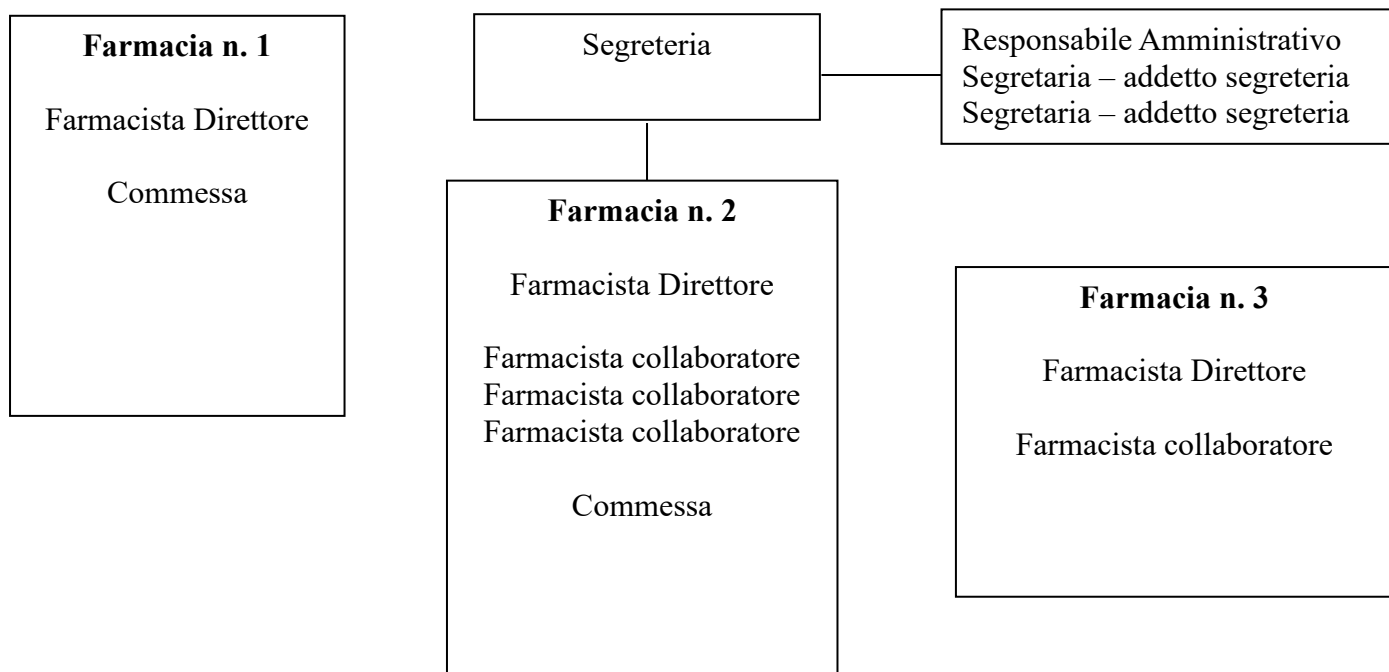 Farmacia n. 1
Farmacista Direttore
Commessa
Segreteria
Responsabile Amministrativo
Segretaria – addetto segreteria
Segretaria – addetto segreteria
Farmacia n. 2
Farmacista Direttore
Farmacista collaboratore
Farmacista collaboratore
Farmacista collaboratore
Commessa
Farmacia n. 3
Farmacista Direttore
Farmacista collaboratore